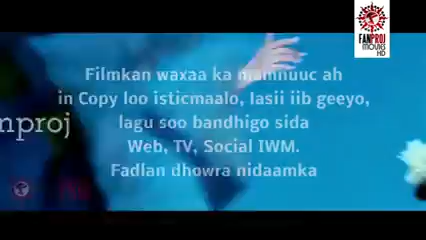 FANPROJ
MOVIES
HD
Filmkan waxaa ka mamnuuc ah
in Copy loo isticmaalo, lasii iib geeyo,
nproj
lagu soo bandhigo sida
Web, TV, Social IWM.
Fadlan dhowra nidaamka